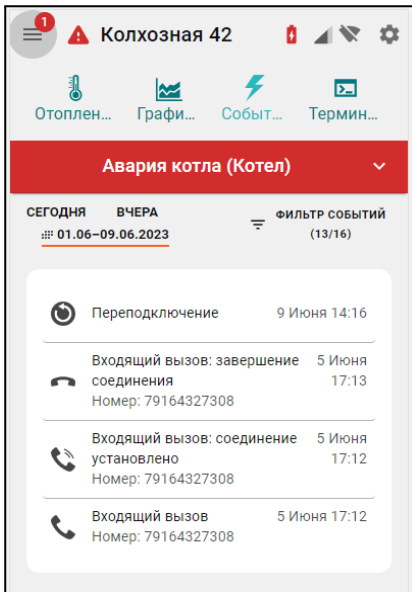 1
Колхозная 42
Отоплен... Графи... Событ... Термин...
Авария котла (Котел)
СЕГОДНЯ ВЧЕРА
01.06–09.06.2023
ФИЛЬТР СОБЫТИЙ
(13/16)
Переподключение 9 Июня 14:16
Входящий вызов: завершение 5 Июня
соединения 17:13
Номер: 79164327308
Входящий вызов: соединение 5 Июня
установлено 17:12
Номер: 79164327308
Входящий вызов 5 Июня 17:12
Номер: 79164327308